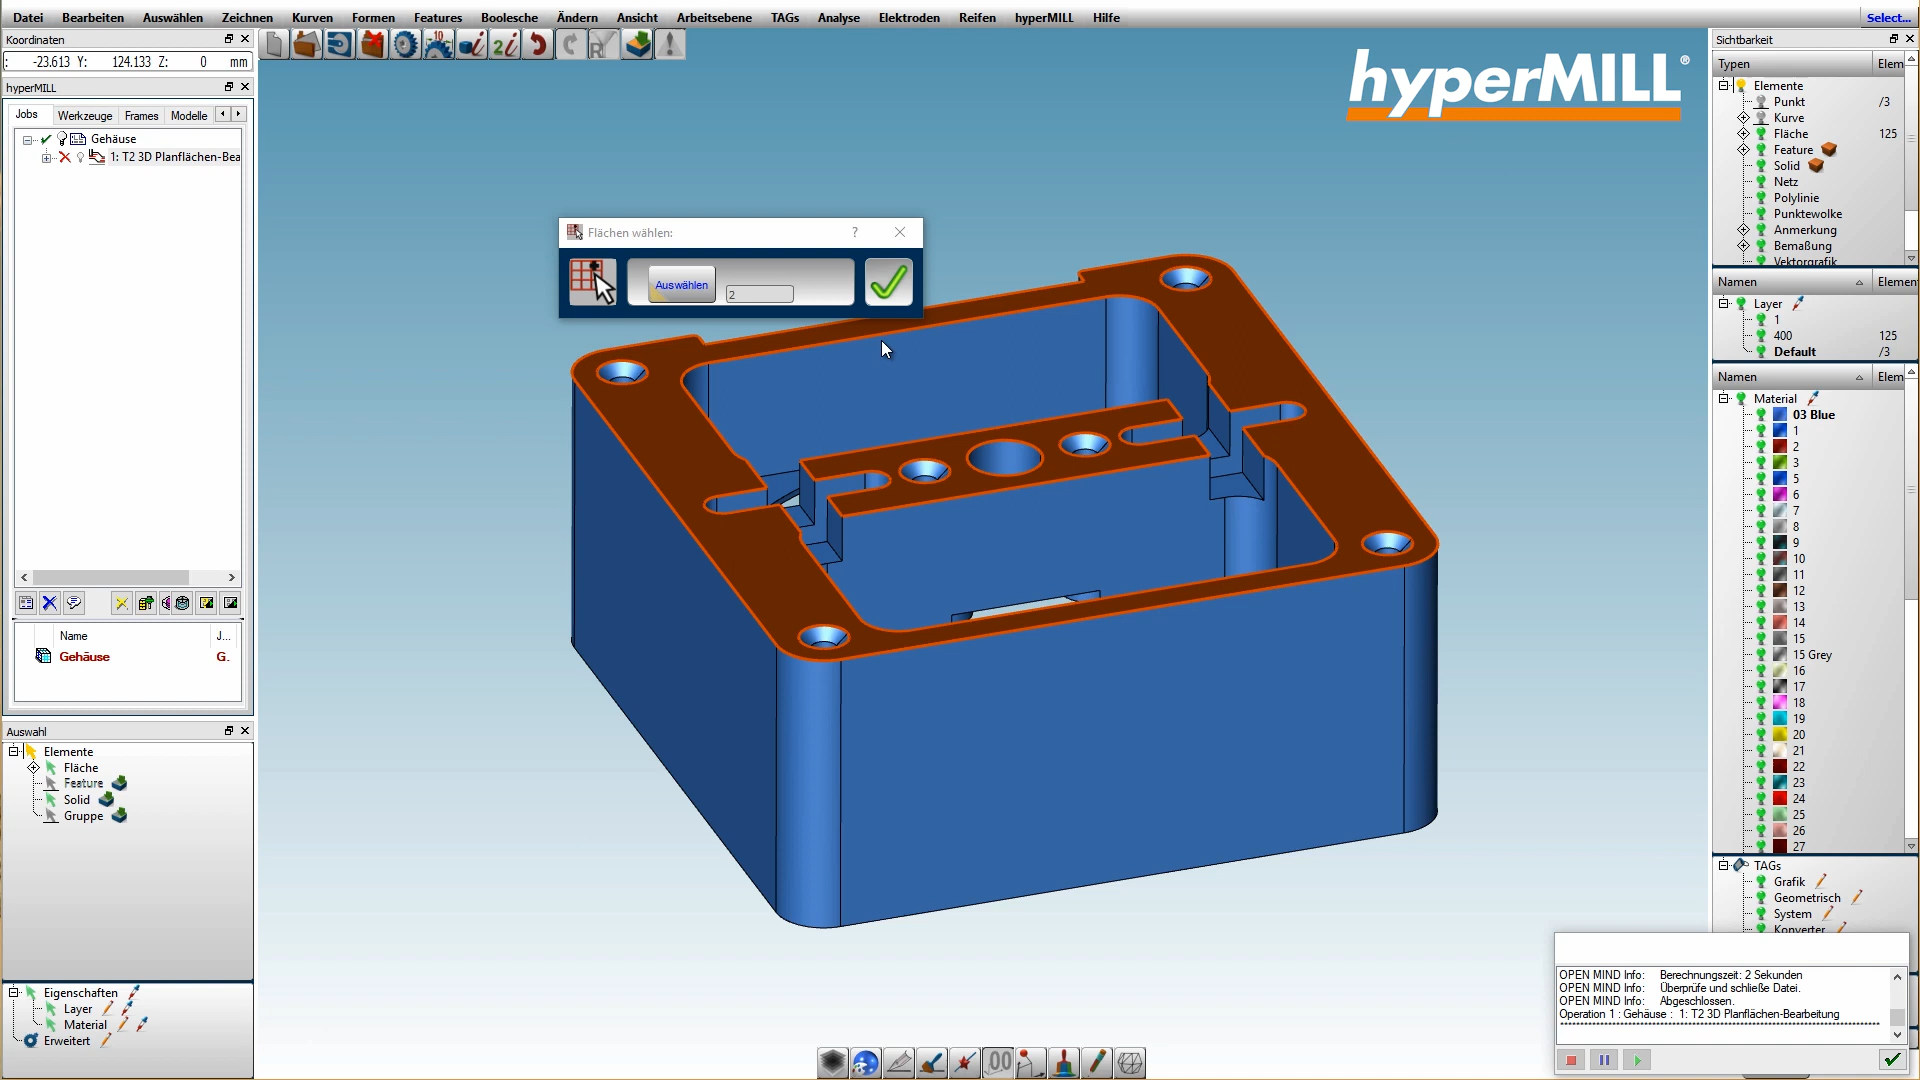 Datei Bearbeiten Auswählen Zeichnen Kurven Formen Features Boolesche Ändern Ansicht Arbeitsebene TAGs Analyse Elektroden Reifen hyperMILL Hilfe Select...
Koordinaten
: -23.613 Y: 124.133 Z: 0 mm
hyperMILL
Jobs Werkzeuge Frames Modelle
Gehäuse
1: T2 3D Planflächen-Bea
Name J...
Gehäuse G.
Auswahl
Elemente
Fläche
Feature
Solid
Gruppe
Eigenschaften
Layer
Material
Erweitert
10
2
R
hyperMILL®
Flächen wählen: ?
Auswählen 2
00
Sichtbarkeit
Typen Elem
Elemente
Punkt /3
Kurve
Fläche 125
Feature
Solid
Netz
Polylinie
Punktewolke
Anmerkung
Bemaßung
Vektorgrafik
Namen Elemen
Layer
1
400 125
Default /3
Namen Elem
Material
03 Blue
1
2
3
5
6
7
8
9
10
11
12
13
14
15
15 Grey
16
17
18
19
20
21
22
23
24
25
26
27
TAGs
Grafik
Geometrisch
System
Konverter
OPEN MIND Info: Berechnungszeit: 2 Sekunden
OPEN MIND Info: Überprüfe und schließe Datei.
OPEN MIND Info: Abgeschlossen.
Operation 1 : Gehäuse : 1: T2 3D Planflächen-Bearbeitung